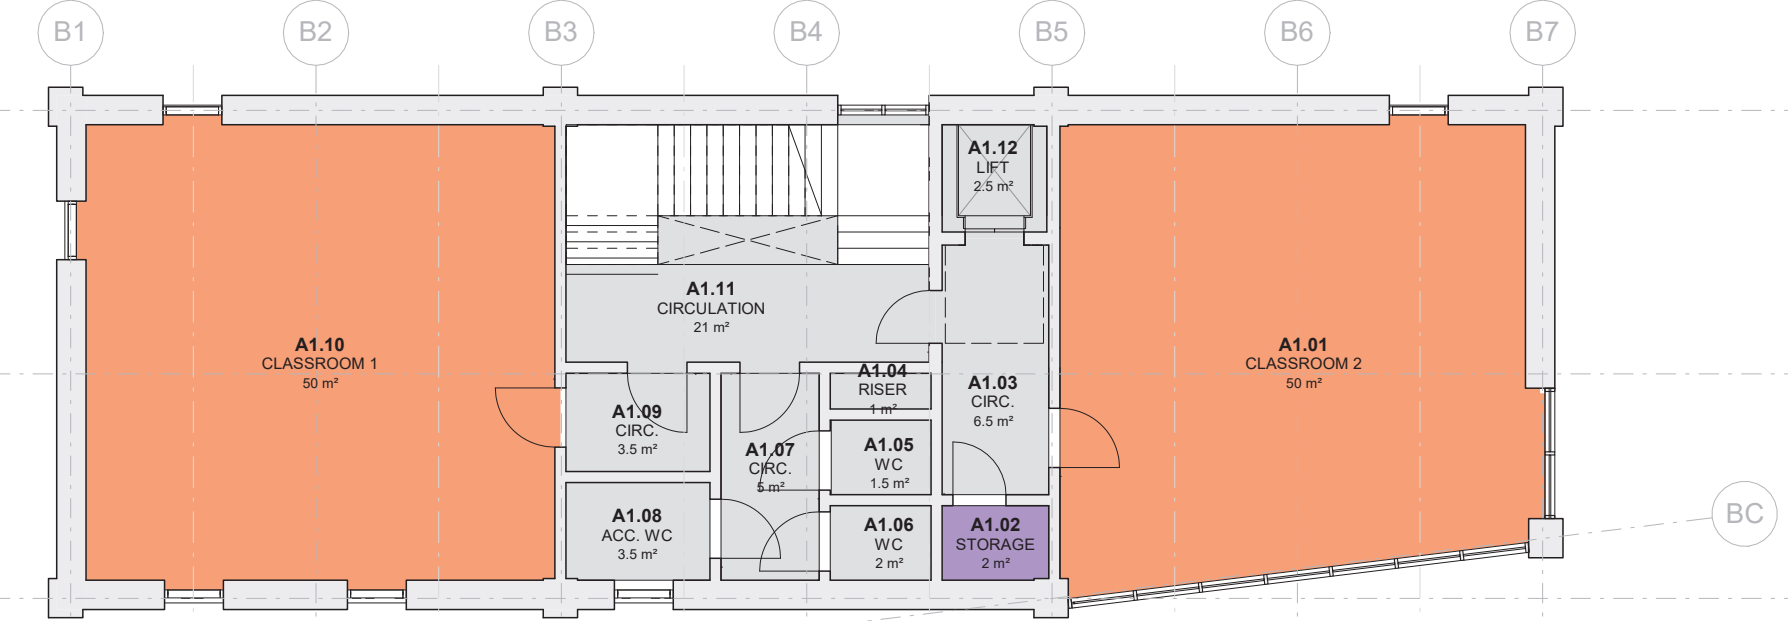 B1
B2
B3
B4
B5
B6
B7
A1.12
LIFT
2.5 m²
A1.11
CIRCULATION
21 m²
A1.10
CLASSROOM 1
50 m²
A1.01
CLASSROOM 2
50 m²
A1.04
RISER
1 m²
A1.03
CIRC.
6.5 m²
A1.09
CIRC.
3.5 m²
A1.07
CIRC.
5 m²
A1.05
WC
1.5 m²
A1.08
ACC. WC
3.5 m²
A1.06
WC
2 m²
A1.02
STORAGE
2 m²
BC